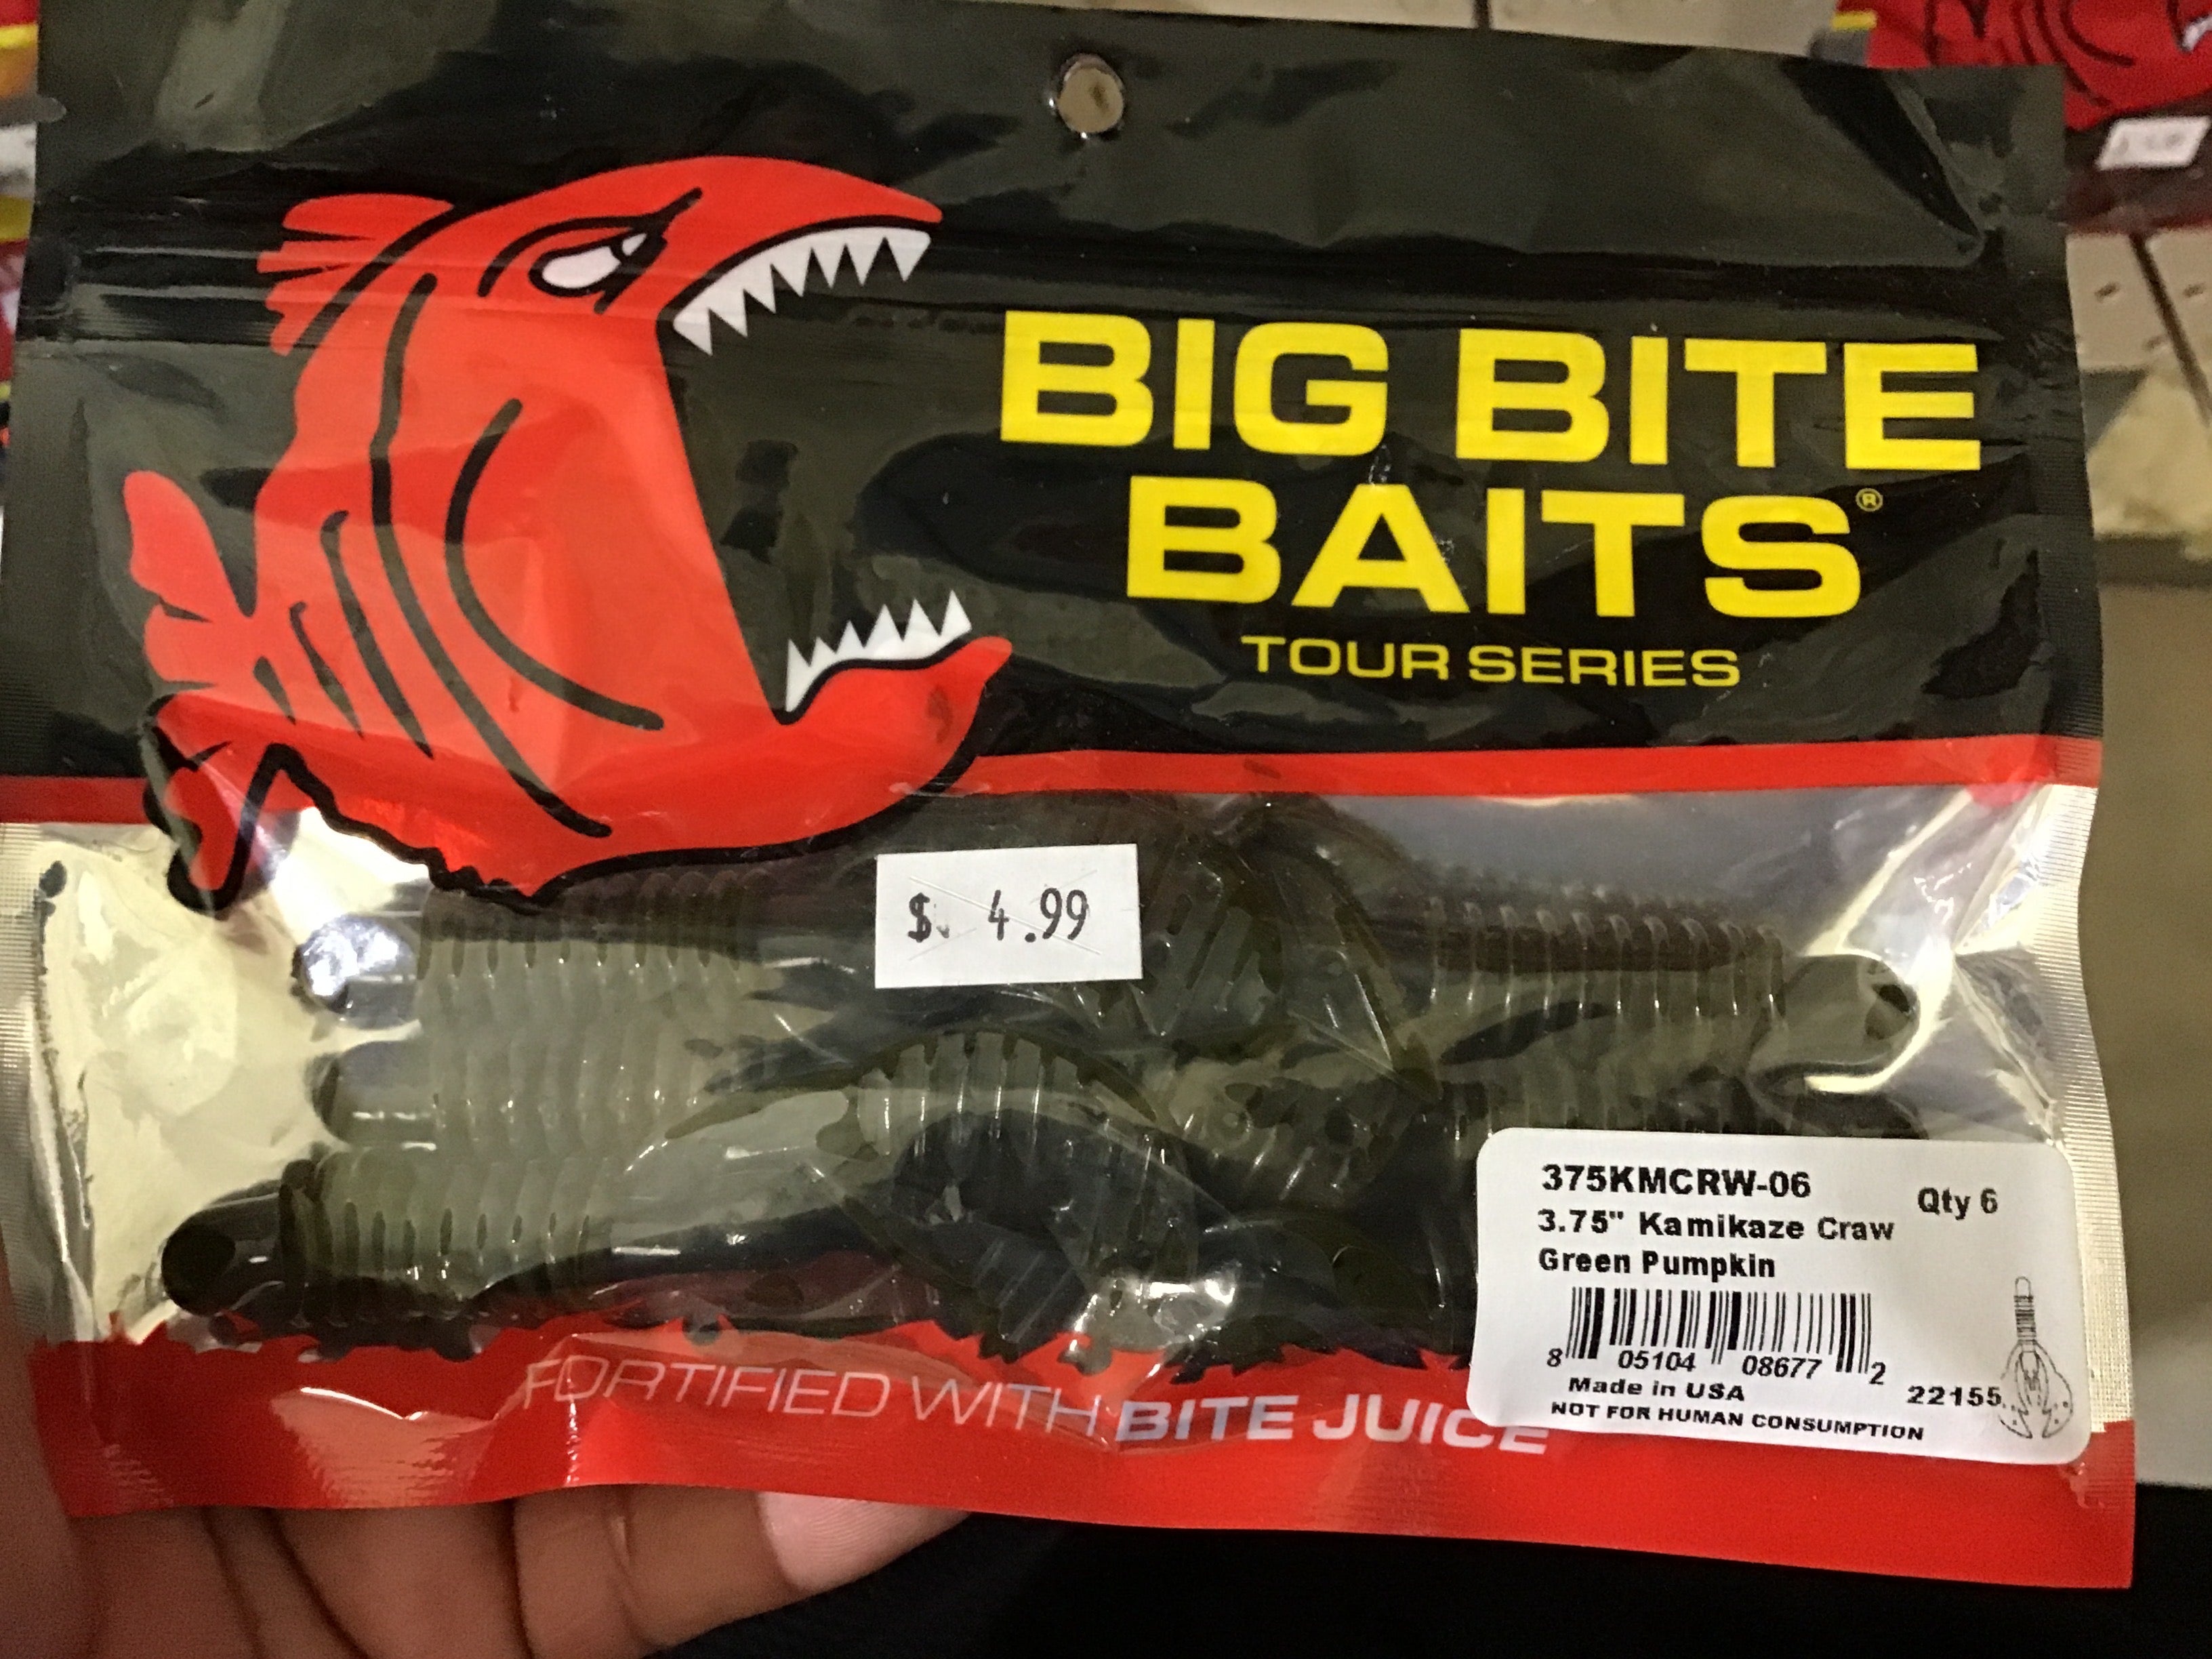 BIG BITE
BAITS®
TOUR SERIES
$ 4.99
375KMCRW-06
Qty 6
3.75" Kamikaze Craw
Green Pumpkin
8 05104 08677 2
Made in USA
22155
NOT FOR HUMAN CONSUMPTION
FORTIFIED WITH BITE JUICE